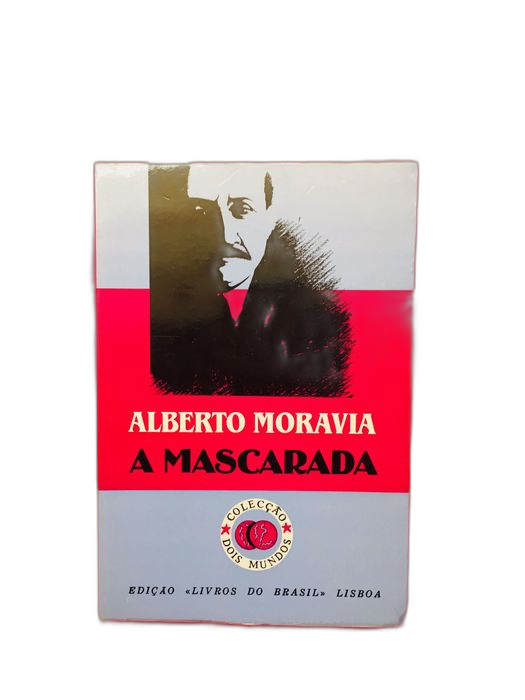 ALBERTO MORAVIA
A MASCARADA
COLECÇÃO
DOIS MUNDOS
EDIÇÃO «LIVROS DO BRASIL» LISBOA